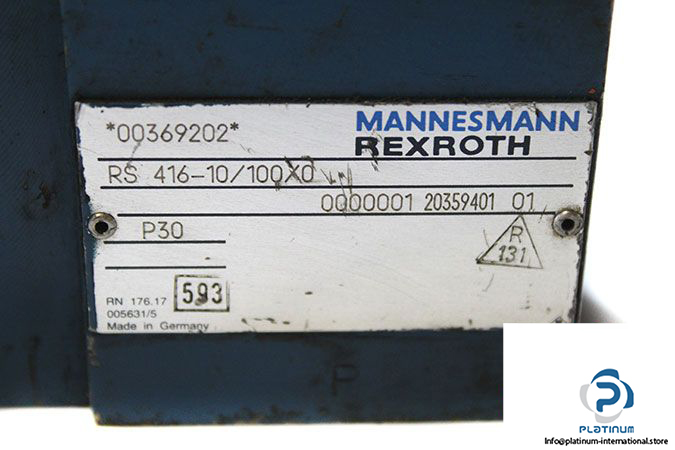 *00369202*
MANNESMANN
REXROTH
RS 416-10/100X0
0000001 20359401 01
P30
R
131
593
RN 176.17
005631/5
Made in Germany
P
PLATINUM
info@platinum-international.store